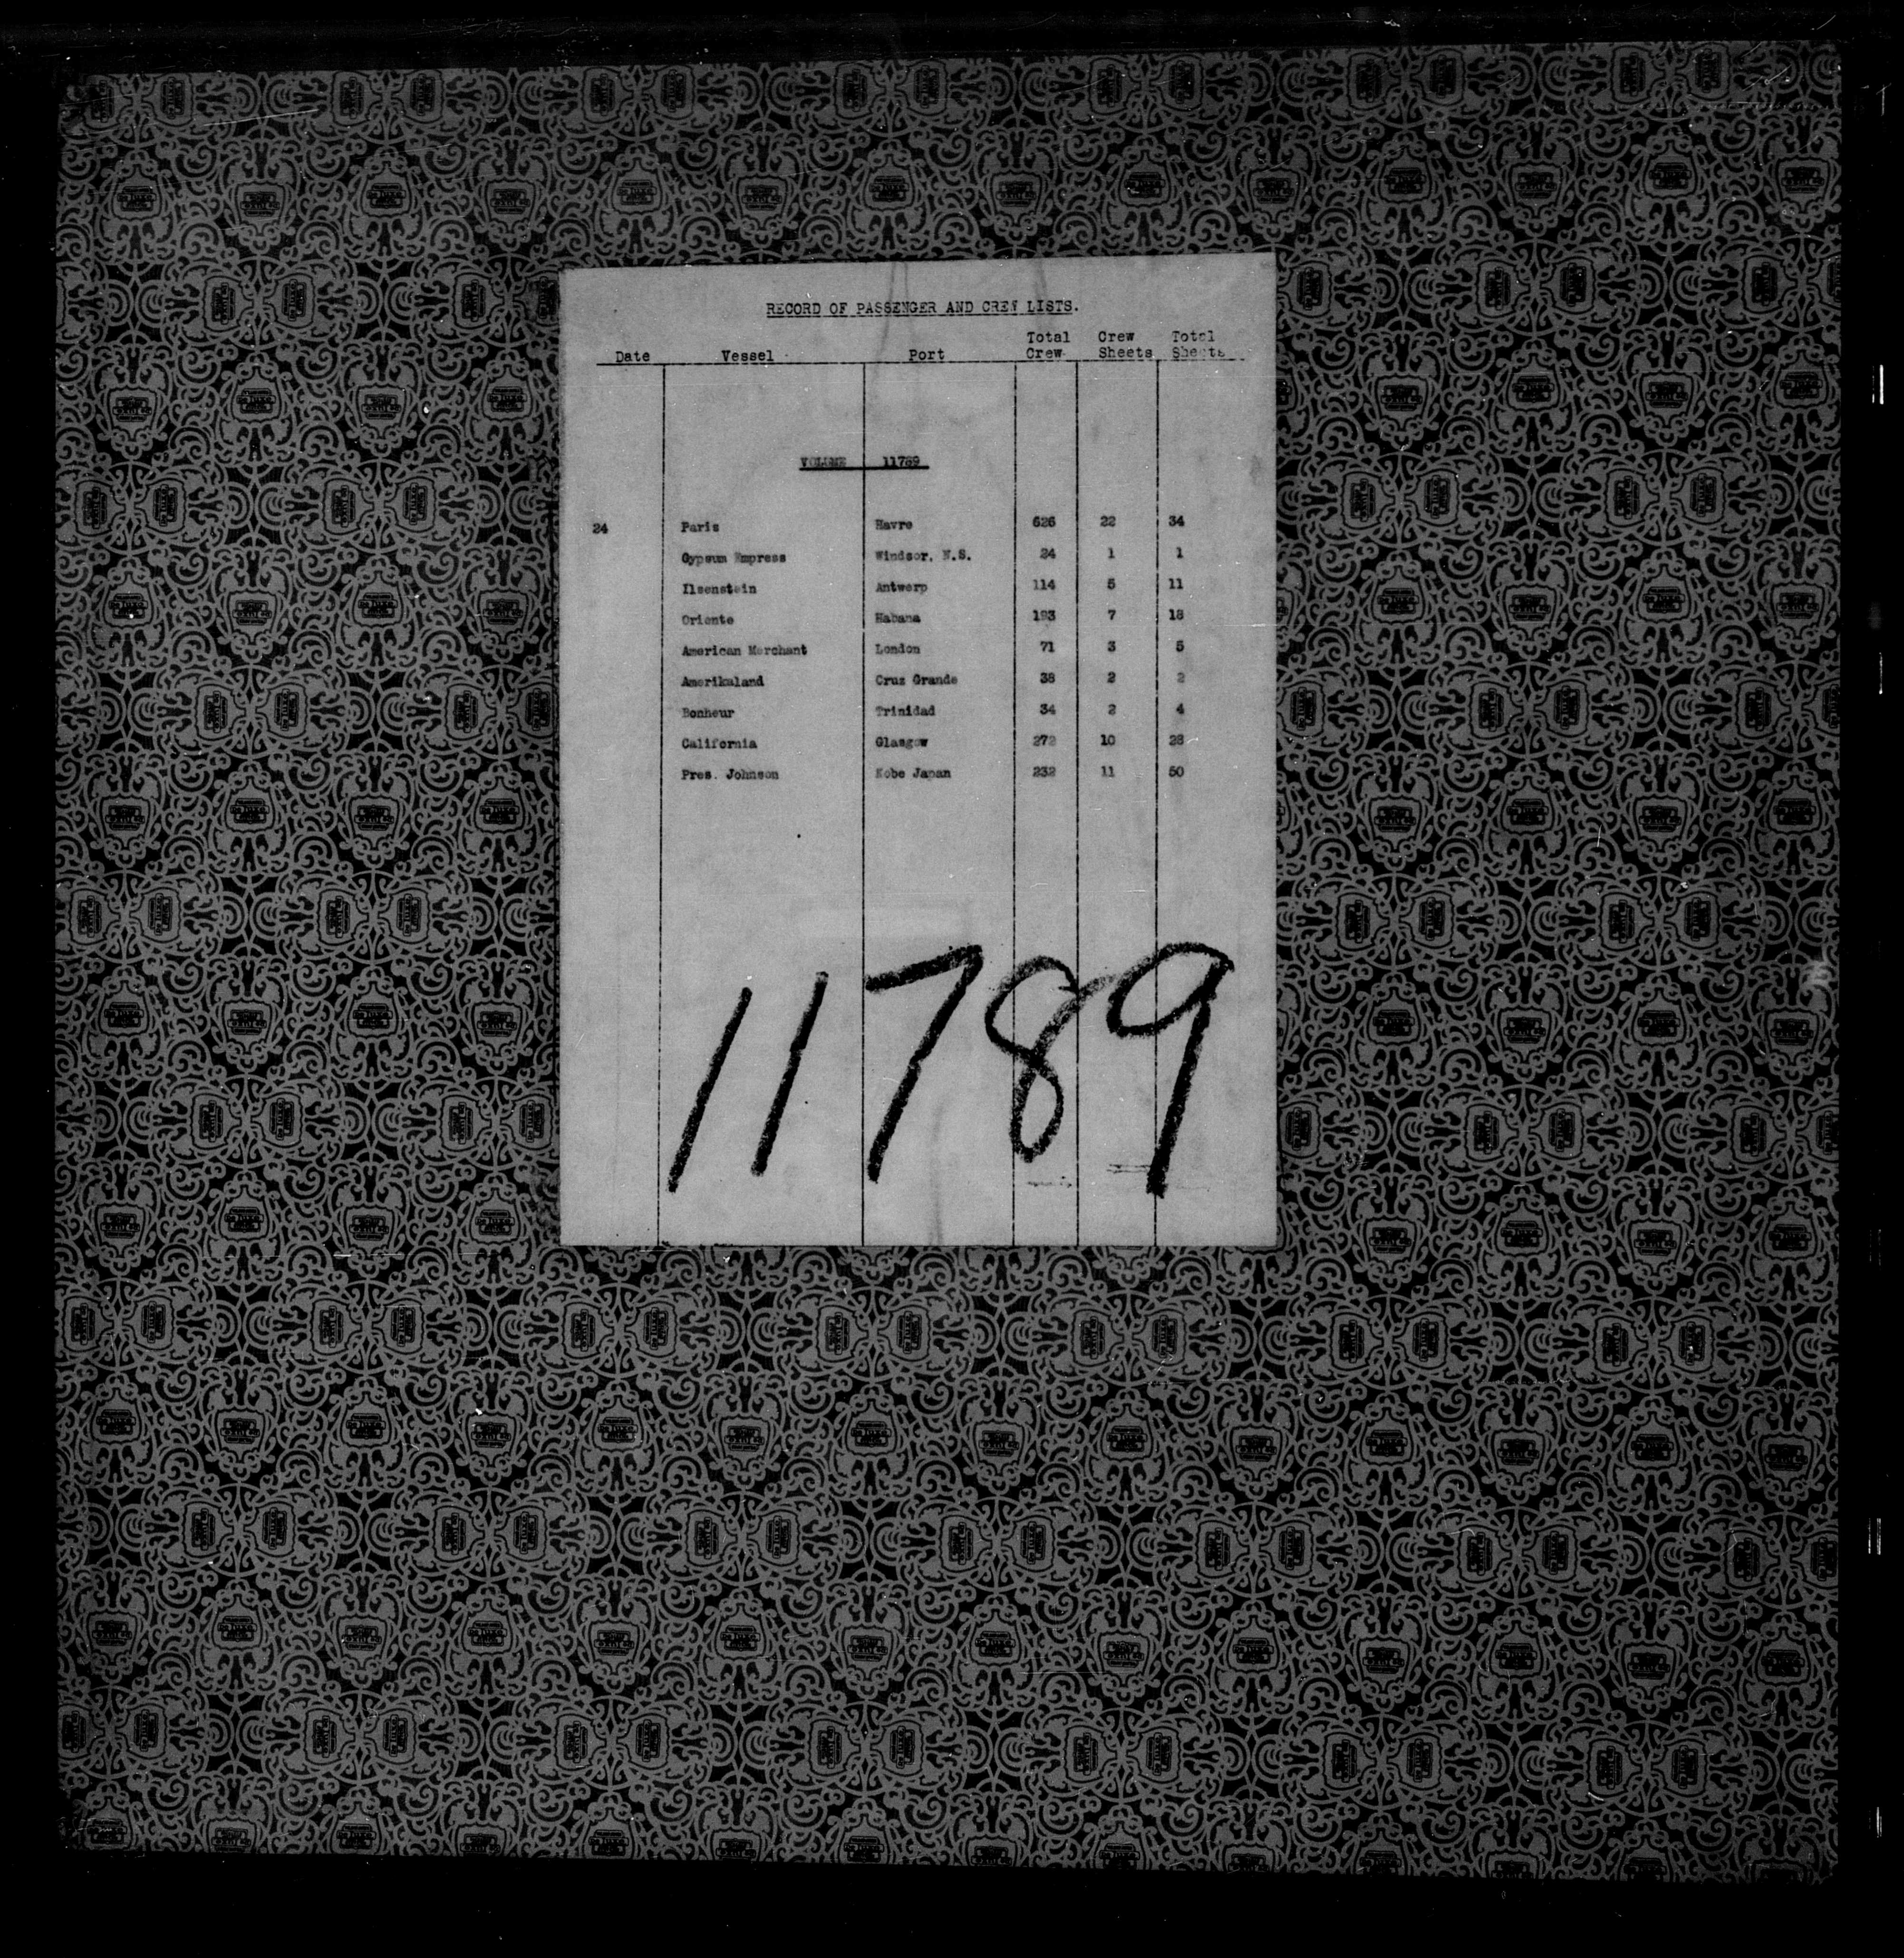 RECORD OF PASSENGER AND CREW LISTS.
Date Vessel Port Total Crew Crew Sheets Total Sheets
VOLUME 11789
24 Paris Havre 626 22 34
Gypsum Empress Windsor, N.S. 24 1 1
Ilsenstein Antwerp 114 5 11
Oriente Habana 193 7 18
American Merchant London 71 3 5
Amerikaland Cruz Grande 38 2 2
Bonheur Trinidad 34 2 4
California Glasgow 272 10 28
Pres. Johnson Kobe Japan 232 11 50
11789